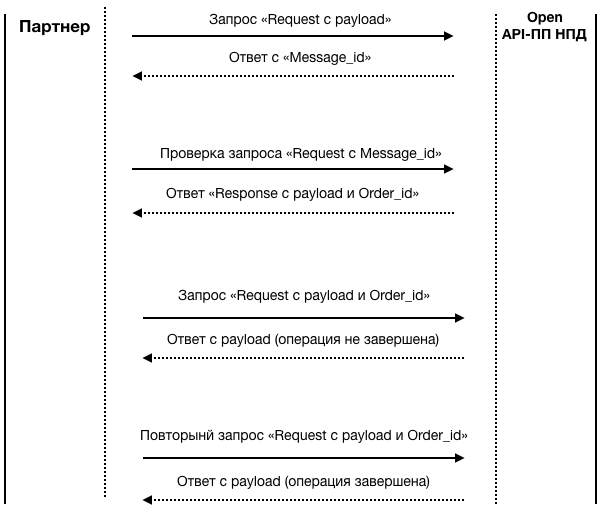 Партнер
Open
API-ПП НПД
Запрос «Request с payload»
Ответ с «Message_id»
Проверка запроса «Request с Message_id»
Ответ «Response с payload и Order_id»
Запрос «Request с payload и Order_id»
Ответ с payload (операция не завершена)
Повторынй запрос «Request с payload и Order_id»
Ответ с payload (операция завершена)